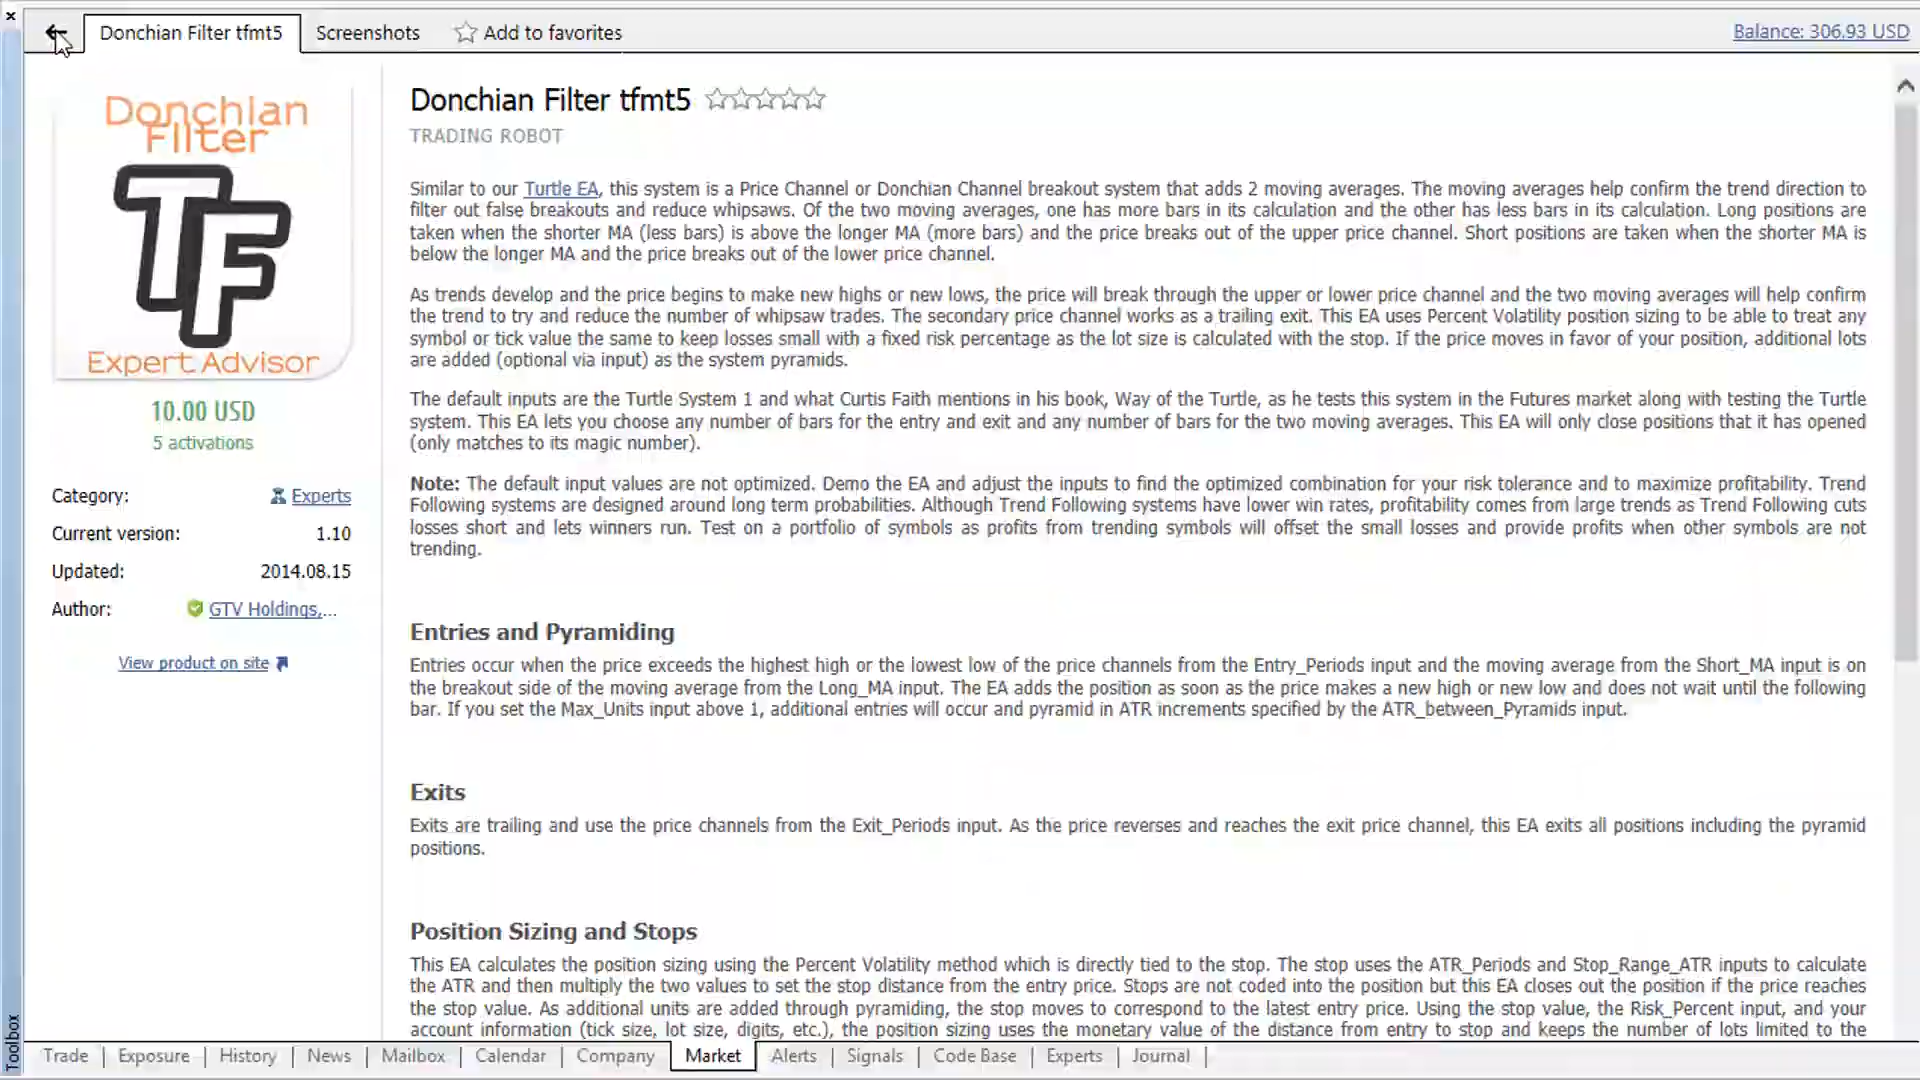 Donchian Filter tfmt5
Screenshots
Add to favorites
Balance: 306.93 USD
Donchian
Filter
TF
Expert Advisor
10.00 USD
5 activations
Category: Experts
Current version: 1.10
Updated: 2014.08.15
Author: GTV Holdings,...
View product on site
Donchian Filter tfmt5
TRADING ROBOT
Similar to our Turtle EA, this system is a Price Channel or Donchian Channel breakout system that adds 2 moving averages. The moving averages help confirm the trend direction to
filter out false breakouts and reduce whipsaws. Of the two moving averages, one has more bars in its calculation and the other has less bars in its calculation. Long positions are
taken when the shorter MA (less bars) is above the longer MA (more bars) and the price breaks out of the upper price channel. Short positions are taken when the shorter MA is
below the longer MA and the price breaks out of the lower price channel.
As trends develop and the price begins to make new highs or new lows, the price will break through the upper or lower price channel and the two moving averages will help confirm
the trend to try and reduce the number of whipsaw trades. The secondary price channel works as a trailing exit. This EA uses Percent Volatility position sizing to be able to treat any
symbol or tick value the same to keep losses small with a fixed risk percentage as the lot size is calculated with the stop. If the price moves in favor of your position, additional lots
are added (optional via input) as the system pyramids.
The default inputs are the Turtle System 1 and what Curtis Faith mentions in his book, Way of the Turtle, as he tests this system in the Futures market along with testing the Turtle
system. This EA lets you choose any number of bars for the entry and exit and any number of bars for the two moving averages. This EA will only close positions that it has opened
(only matches to its magic number).
Note: The default input values are not optimized. Demo the EA and adjust the inputs to find the optimized combination for your risk tolerance and to maximize profitability. Trend
Following systems are designed around long term probabilities. Although Trend Following systems have lower win rates, profitability comes from large trends as Trend Following cuts
losses short and lets winners run. Test on a portfolio of symbols as profits from trending symbols will offset the small losses and provide profits when other symbols are not
trending.
Entries and Pyramiding
Entries occur when the price exceeds the highest high or the lowest low of the price channels from the Entry_Periods input and the moving average from the Short_MA input is on
the breakout side of the moving average from the Long_MA input. The EA adds the position as soon as the price makes a new high or new low and does not wait until the following
bar. If you set the Max_Units input above 1, additional entries will occur and pyramid in ATR increments specified by the ATR_between_Pyramids input.
Exits
Exits are trailing and use the price channels from the Exit_Periods input. As the price reverses and reaches the exit price channel, this EA exits all positions including the pyramid
positions.
Position Sizing and Stops
This EA calculates the position sizing using the Percent Volatility method which is directly tied to the stop. The stop uses the ATR_Periods and Stop_Range_ATR inputs to calculate
the ATR and then multiply the two values to set the stop distance from the entry price. Stops are not coded into the position but this EA closes out the position if the price reaches
the stop value. As additional units are added through pyramiding, the stop moves to correspond to the latest entry price. Using the stop value, the Risk_Percent input, and your
account information (tick size, lot size, digits, etc.), the position sizing uses the monetary value of the distance from entry to stop and keeps the number of lots limited to the
Toolbox
Trade | Exposure | History | News | Mailbox | Calendar | Company | Market | Alerts | Signals | Code Base | Experts | Journal |